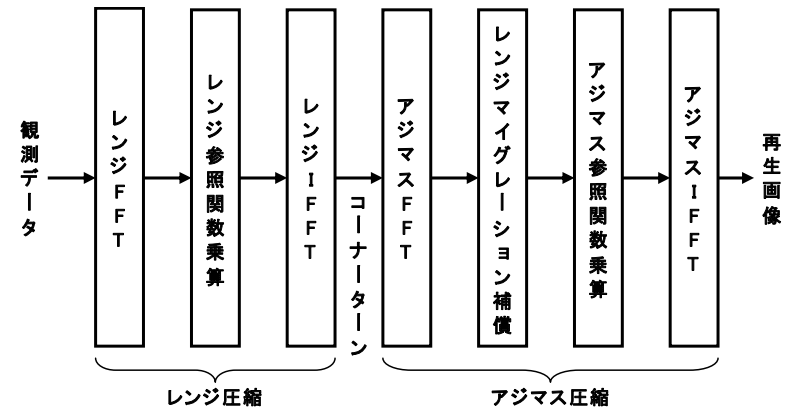 観測データ
レンジFFT
レンジ参照関数乗算
レンジIFFT
コーナーターン
アジマスFFT
レンジマイグレーション補償
アジマス参照関数乗算
アジマスIFFT
再生画像
レンジ圧縮
アジマス圧縮